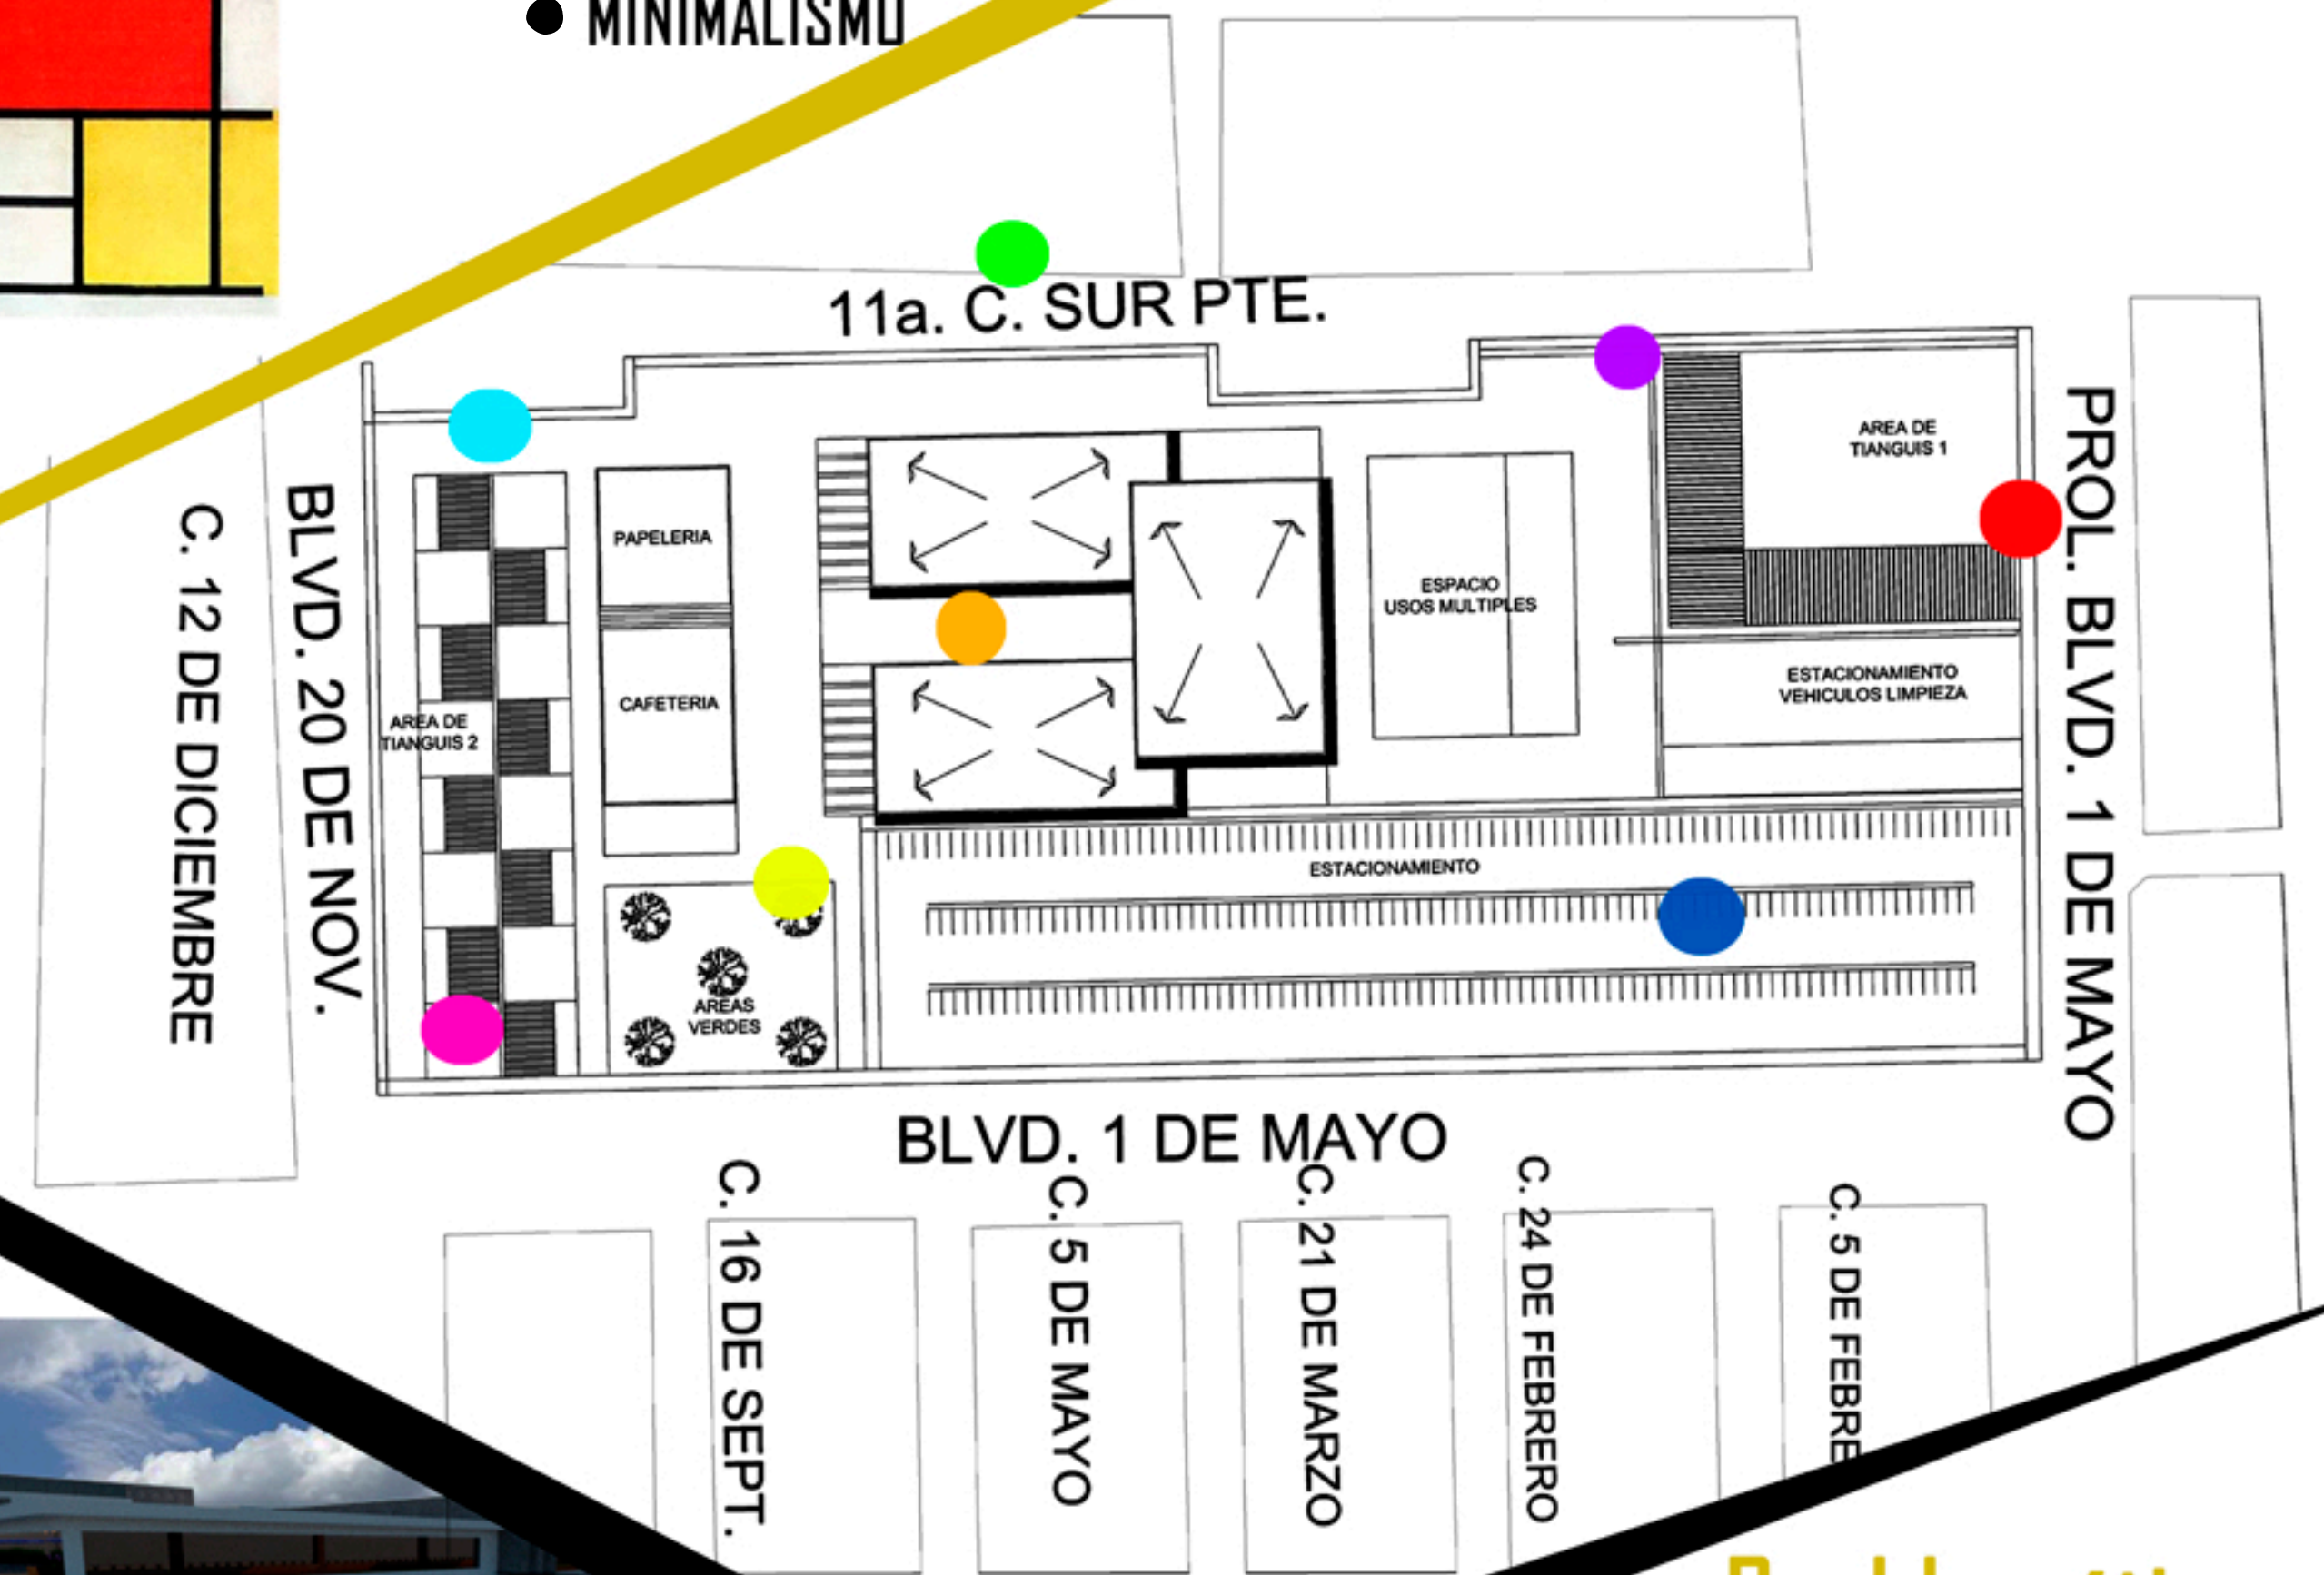 MINIMALISMO
11a. C. SUR PTE.
AREA DE
TIANGUIS 1
PROL. BLVD. 1 DE MAYO
C. 12 DE DICIEMBRE
BLVD. 20 DE NOV.
PAPELERIA
ESPACIO
USOS MULTIPLES
CAFETERIA
ESTACIONAMIENTO
VEHICULOS LIMPIEZA
AREA DE
TIANGUIS 2
ESTACIONAMIENTO
AREAS
VERDES
BLVD. 1 DE MAYO
C. 16 DE SEPT.
C. 5 DE MAYO
C. 21 DE MARZO
C. 24 DE FEBRERO
C. 5 DE FEBRE